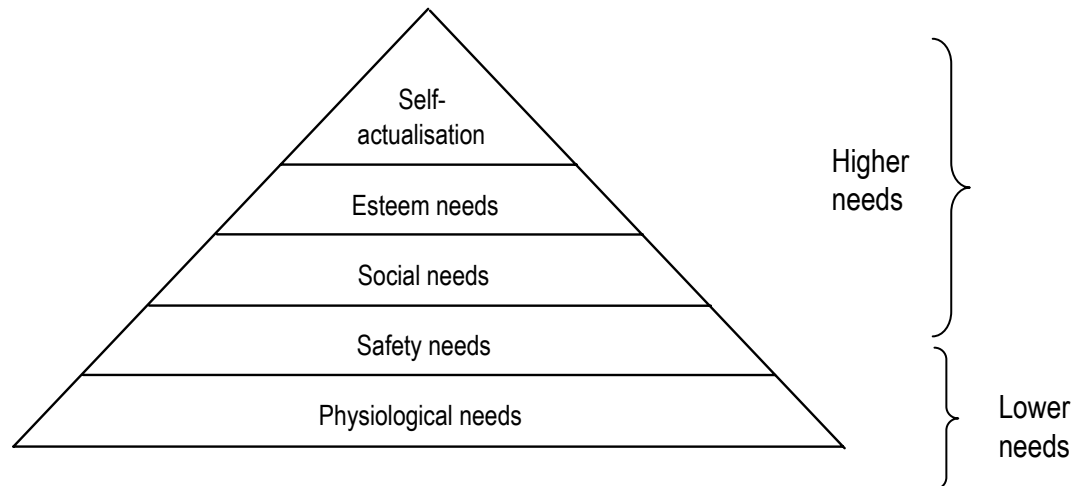 Self-
actualisation
Esteem needs
Social needs
Safety needs
Physiological needs
Higher
needs
Lower
needs